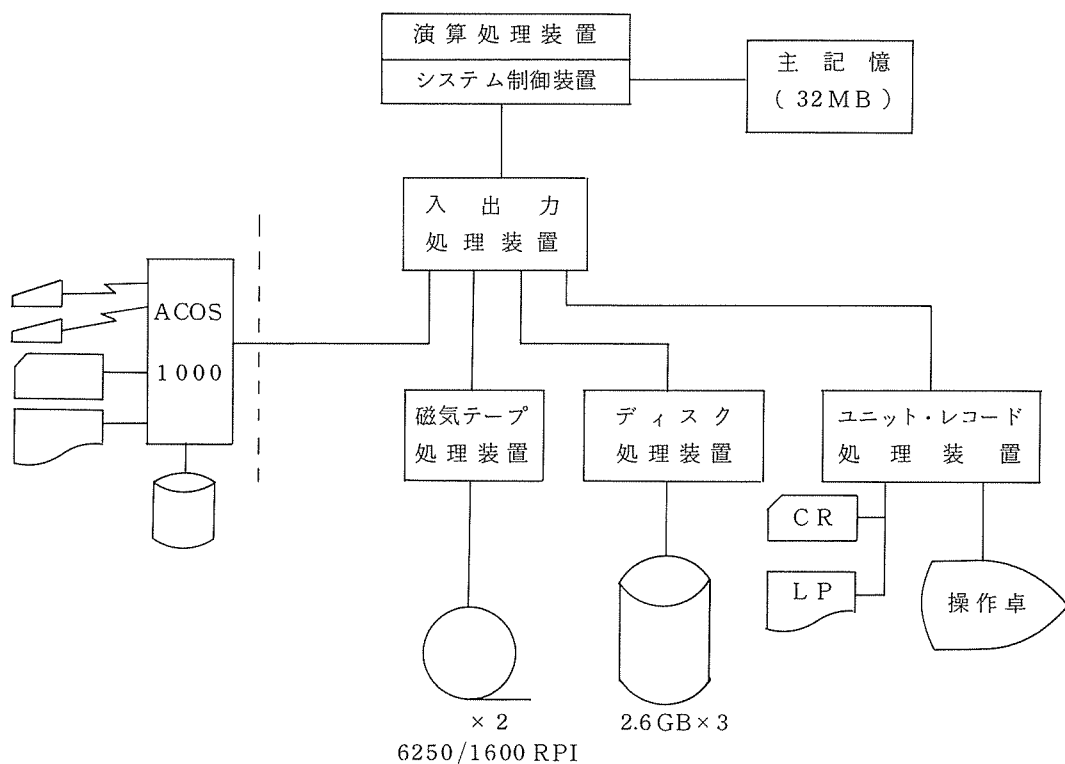 演算処理装置
システム制御装置
主記憶
( 32MB )
入出力
処理装置
ACOS
1000
磁気テープ
処理装置
ディスク
処理装置
ユニット・レコード
処理装置
CR
LP
操作卓
× 2
6250/1600 RPI
2.6GB×3